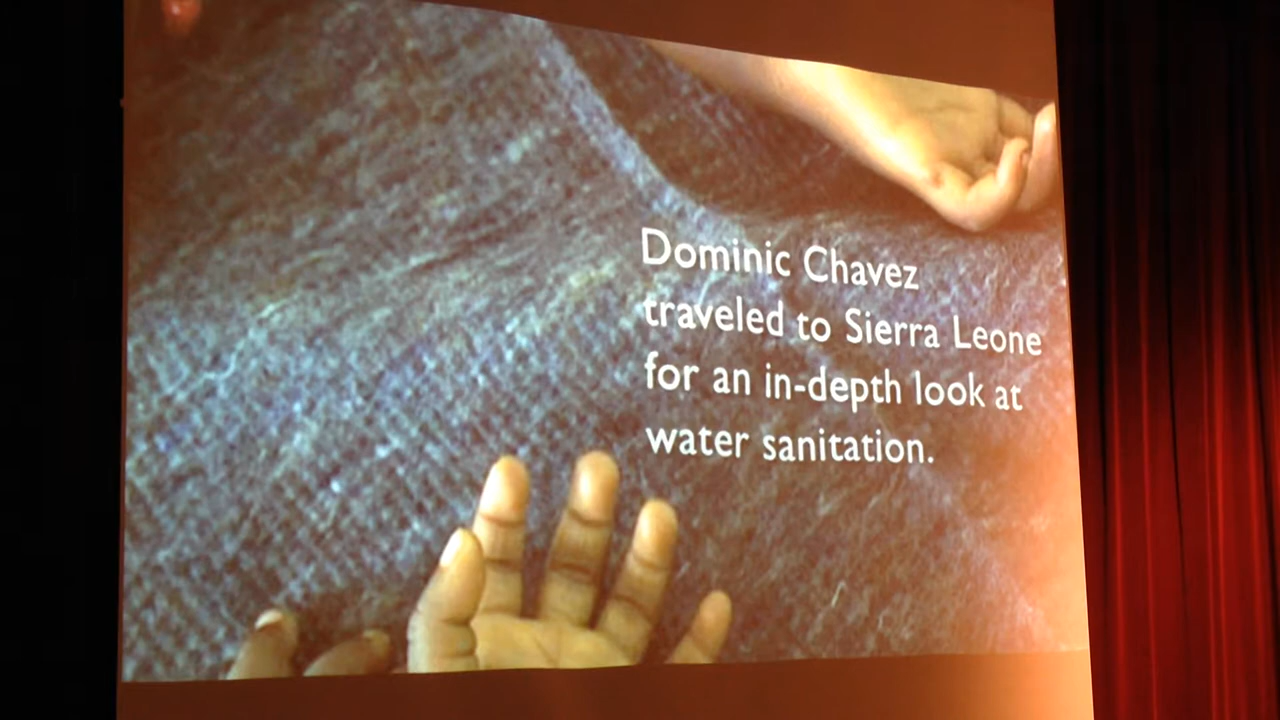 Dominic Chavez
traveled to Sierra Leone
for an in-depth look at
water sanitation.